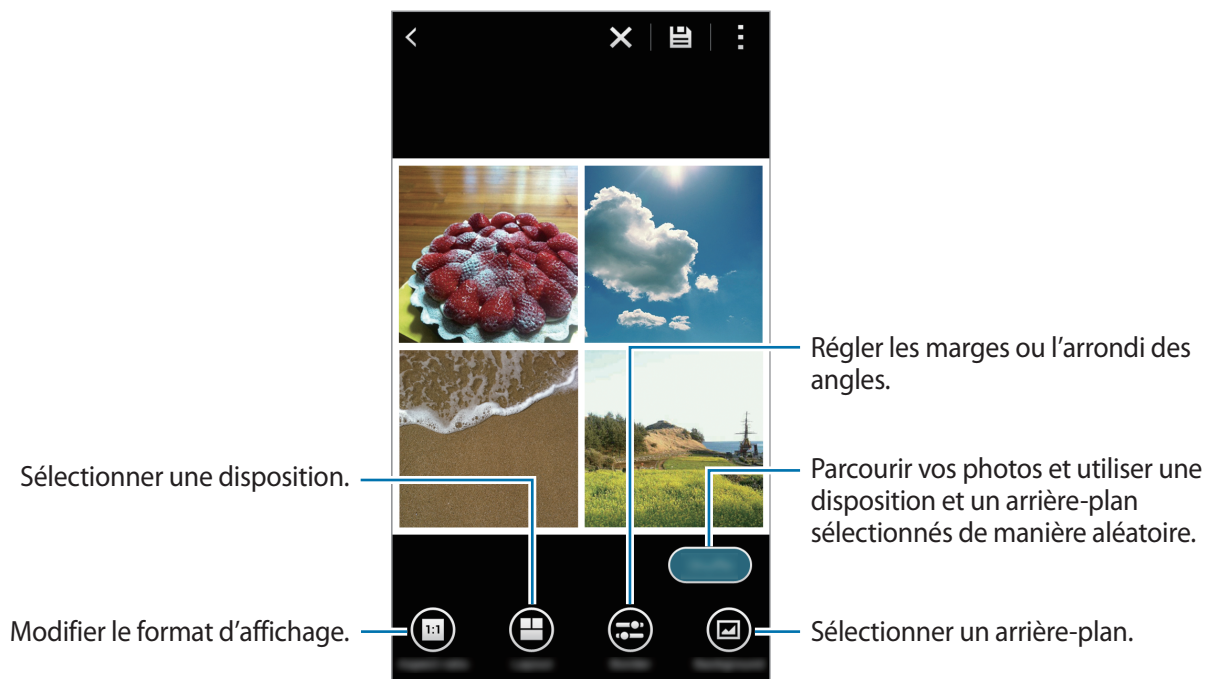 Régler les marges ou l'arrondi des
angles.
Sélectionner une disposition.
Parcourir vos photos et utiliser une
disposition et un arrière-plan
sélectionnés de manière aléatoire.
1:1
Modifier le format d'affichage.
Sélectionner un arrière-plan.